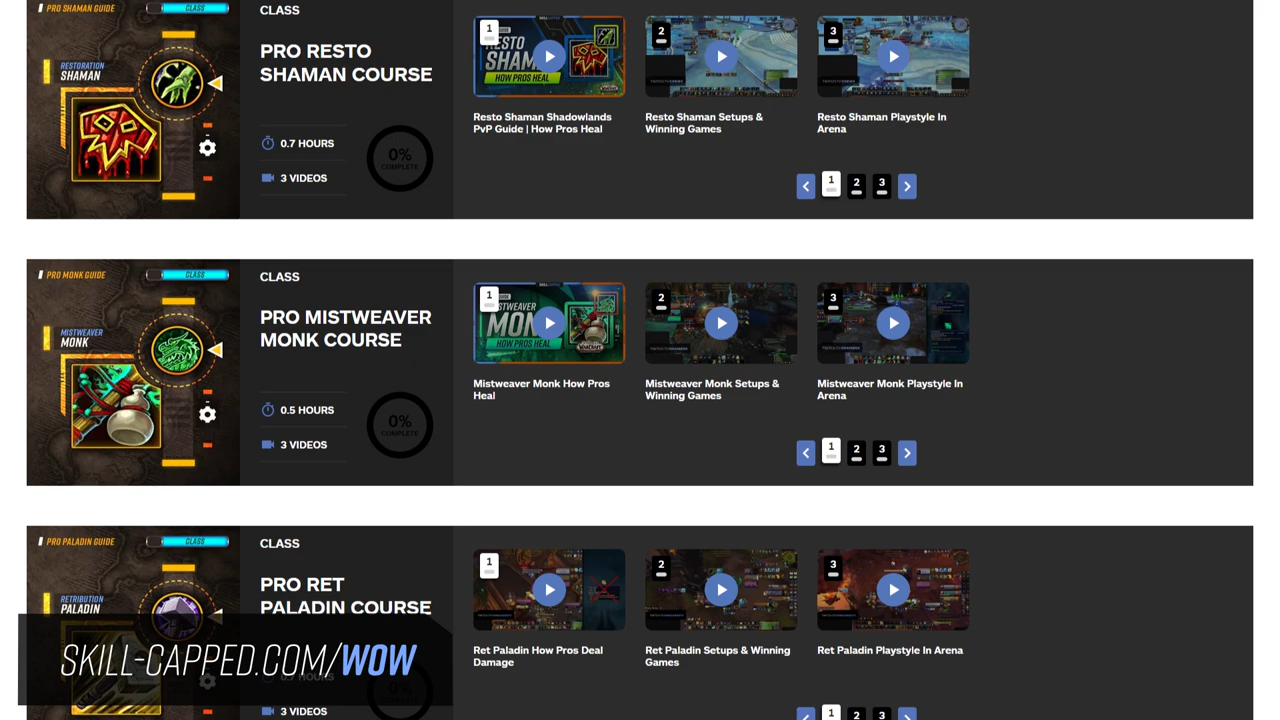 PRO SHAMAN GUIDE
CLASS
RESTORATION
SHAMAN
CLASS
PRO RESTO
SHAMAN COURSE
0.7 HOURS
3 VIDEOS
0%
COMPLETE
1
RESTO
HOW PROS HEAL
2
3
Resto Shaman Shadowlands
PvP Guide | How Pros Heal
Resto Shaman Setups &
Winning Games
Resto Shaman Playstyle In
Arena
1 2 3
PRO MONK GUIDE
CLASS
MISTWEAVER
MONK
CLASS
PRO MISTWEAVER
MONK COURSE
0.5 HOURS
3 VIDEOS
0%
COMPLETE
1
HOW PROS HEAL
2
3
Mistweaver Monk How Pros
Heal
Mistweaver Monk Setups &
Winning Games
Mistweaver Monk Playstyle In
Arena
1 2 3
PRO PALADIN GUIDE
CLASS
RETRIBUTION
PALADIN
CLASS
PRO RET
PALADIN COURSE
0.7 HOURS
3 VIDEOS
1
2
3
Ret Paladin How Pros Deal
Damage
Ret Paladin Setups & Winning
Games
Ret Paladin Playstyle In Arena
1 2 3
SKILL-CAPPED.COM/WOW